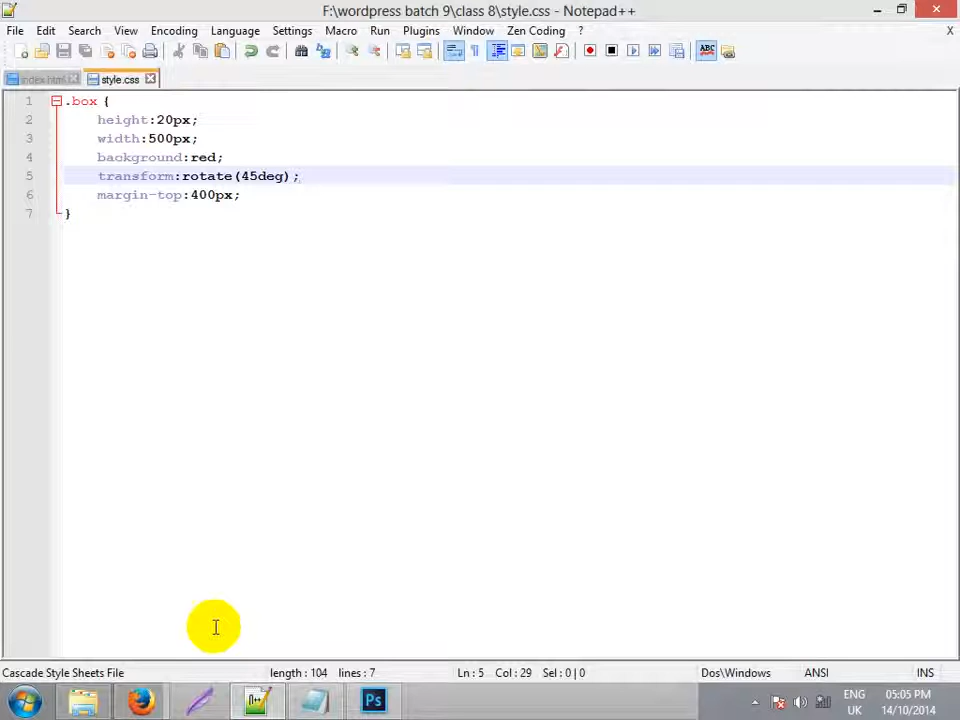 F:\wordpress batch 9\class 8\style.css - Notepad++
File Edit Search View Encoding Language Settings Macro Run Plugins Window Zen Coding ? X
index.html style.css
1 .box {
2 height:20px;
3 width:500px;
4 background:red;
5 transform:rotate(45deg);
6 margin-top:400px;
7 }
Cascade Style Sheets File length : 104 lines : 7 Ln : 5 Col : 29 Sel : 0 | 0 Dos\Windows ANSI INS
ENG 05:05 PM
UK 14/10/2014